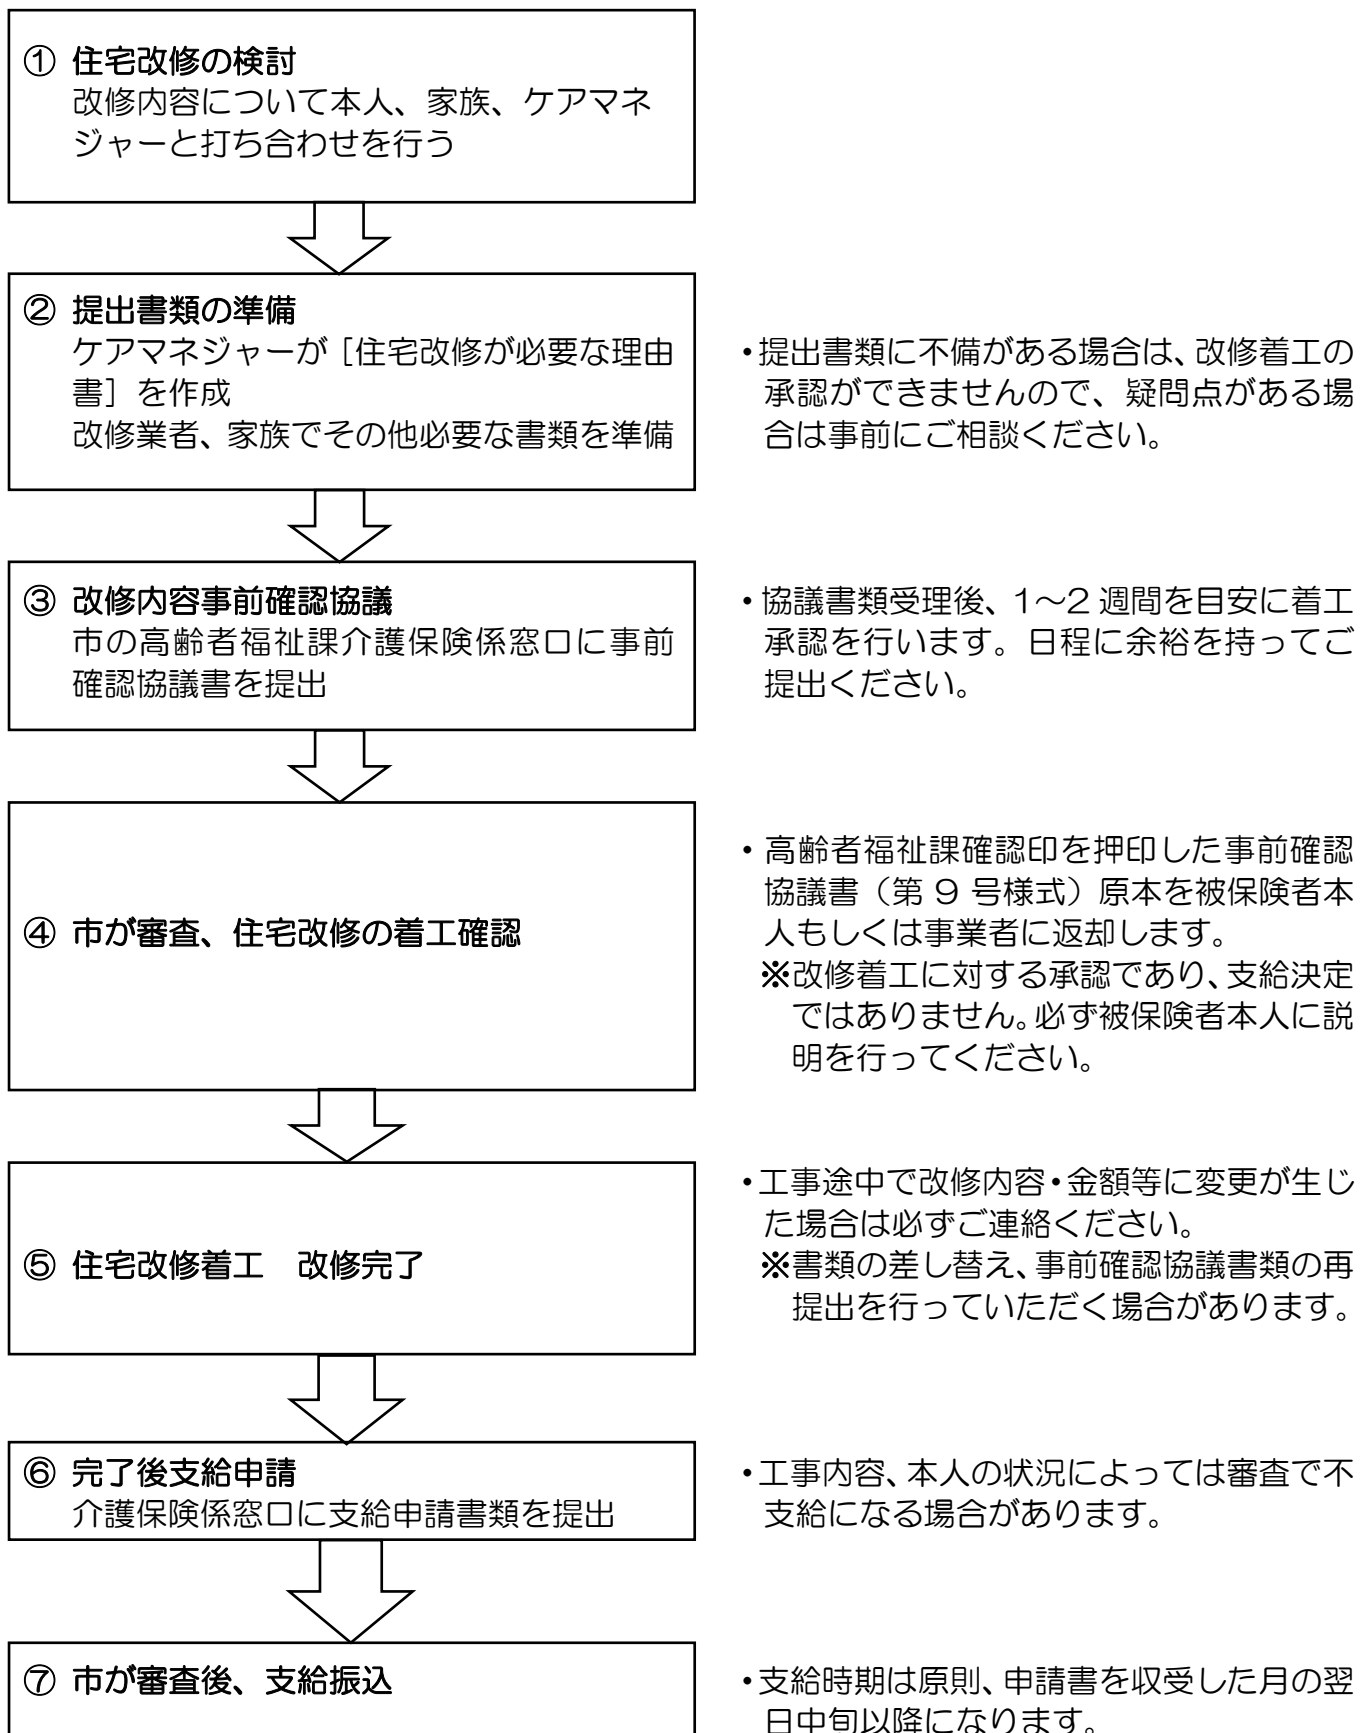 ① 住宅改修の検討
改修内容について本人、家族、ケアマネ
ジャーと打ち合わせを行う
② 提出書類の準備
ケアマネジャーが［住宅改修が必要な理由
書］を作成
改修業者、家族でその他必要な書類を準備
・提出書類に不備がある場合は、改修着工の
承認ができませんので、疑問点がある場
合は事前にご相談ください。
③ 改修内容事前確認協議
市の高齢者福祉課介護保険係窓口に事前
確認協議書を提出
・協議書類受理後、1～2 週間を目安に着工
承認を行います。日程に余裕を持ってご
提出ください。
④ 市が審査、住宅改修の着工確認
・高齢者福祉課確認印を押印した事前確認
協議書（第 9 号様式）原本を被保険者本
人もしくは事業者に返却します。
※改修着工に対する承認であり、支給決定
ではありません。必ず被保険者本人に説
明を行ってください。
⑤ 住宅改修着工　改修完了
・工事途中で改修内容・金額等に変更が生じ
た場合は必ずご連絡ください。
※書類の差し替え、事前確認協議書類の再
提出を行っていただく場合があります。
⑥ 完了後支給申請
介護保険係窓口に支給申請書類を提出
・工事内容、本人の状況によっては審査で不
支給になる場合があります。
⑦ 市が審査後、支給振込
・支給時期は原則、申請書を収受した月の翌
日中旬以降になります。